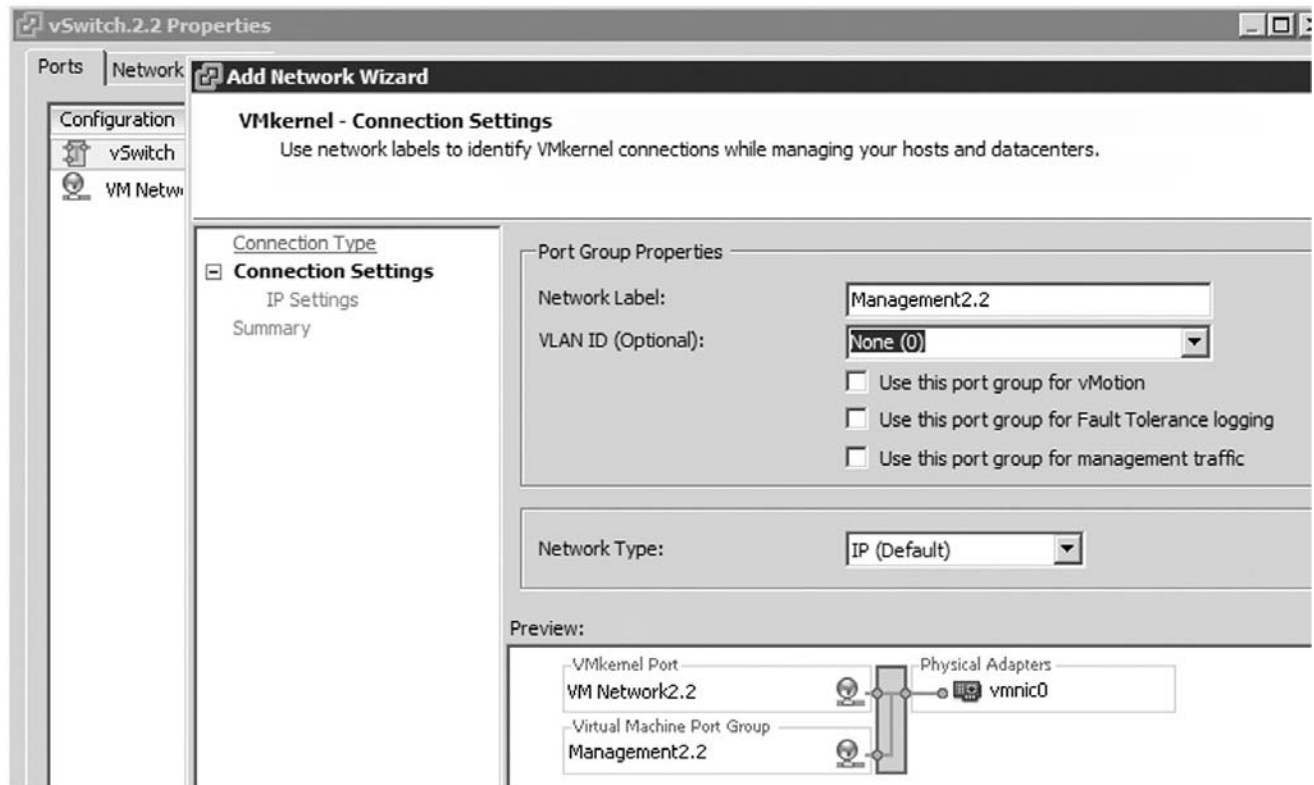 vSwitch.2.2 Properties
Ports
Network
Add Network Wizard
Configuration
vSwitch
VMkernel - Connection Settings
Use network labels to identify VMkernel connections while managing your hosts and datacenters.
Connection Type
Connection Settings
IP Settings
Summary
Port Group Properties
Network Label:
Management2.2
VLAN ID (Optional):
None (0)
Use this port group for vMotion
Use this port group for Fault Tolerance logging
Use this port group for management traffic
Network Type:
IP (Default)
Preview:
VMkernel Port
VM Network2.2
Physical Adapters
vmnic0
Virtual Machine Port Group
Management2.2